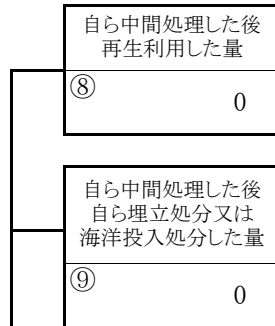 自ら中間処理した後
再生利用した量
⑧
0
自ら中間処理した後
自ら埋立処分又は
海洋投入処分した量
⑨
0